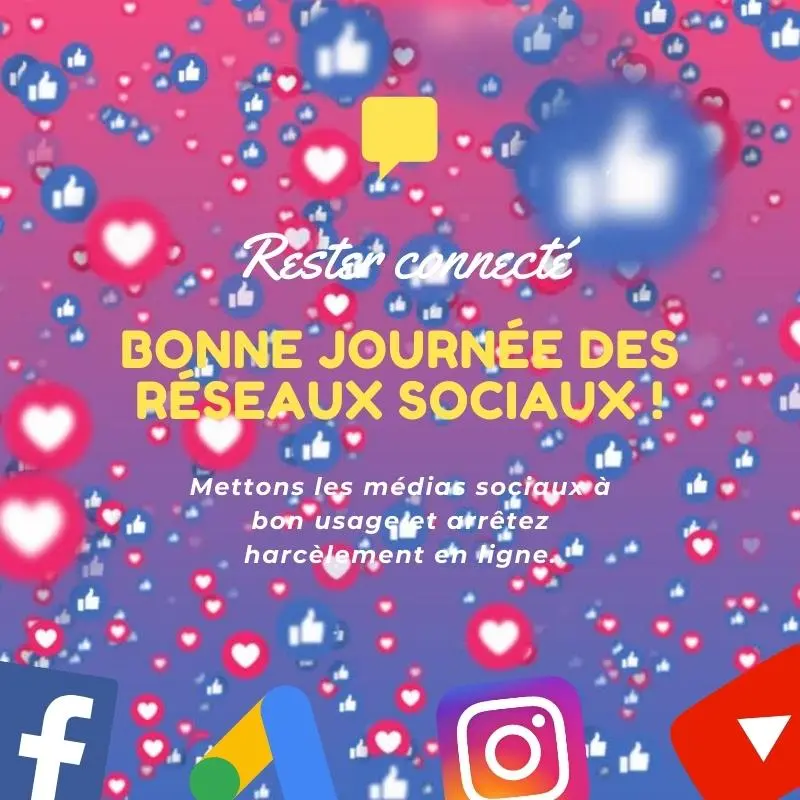 Rester connecté
BONNE JOURNÉE DES
RÉSEAUX SOCIAUX !
Mettons les médias sociaux à
bon usage et arrêtez
harcèlement en ligne.
f